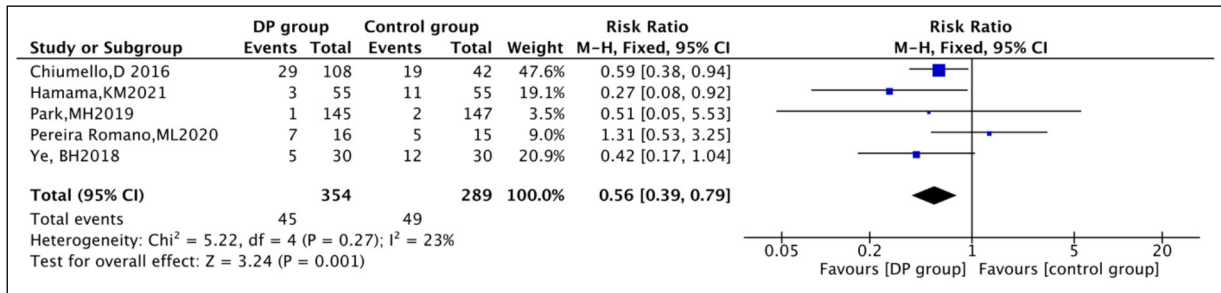 DP group Control group Risk Ratio Risk Ratio
Study or Subgroup Events Total Events Total Weight M-H, Fixed, 95% CI M-H, Fixed, 95% CI
Chiumello,D 2016 29 108 19 42 47.6% 0.59 [0.38, 0.94]
Hamama,KM2021 3 55 11 55 19.1% 0.27 [0.08, 0.92]
Park,MH2019 1 145 2 147 3.5% 0.51 [0.05, 5.53]
Pereira Romano,ML2020 7 16 5 15 9.0% 1.31 [0.53, 3.25]
Ye, BH2018 5 30 12 30 20.9% 0.42 [0.17, 1.04]
Total (95% CI) 354 289 100.0% 0.56 [0.39, 0.79]
Total events 45 49
Heterogeneity: Chi² = 5.22, df = 4 (P = 0.27); I² = 23%
Test for overall effect: Z = 3.24 (P = 0.001)
0.05 0.2 1 5 20
Favours [DP group] Favours [control group]